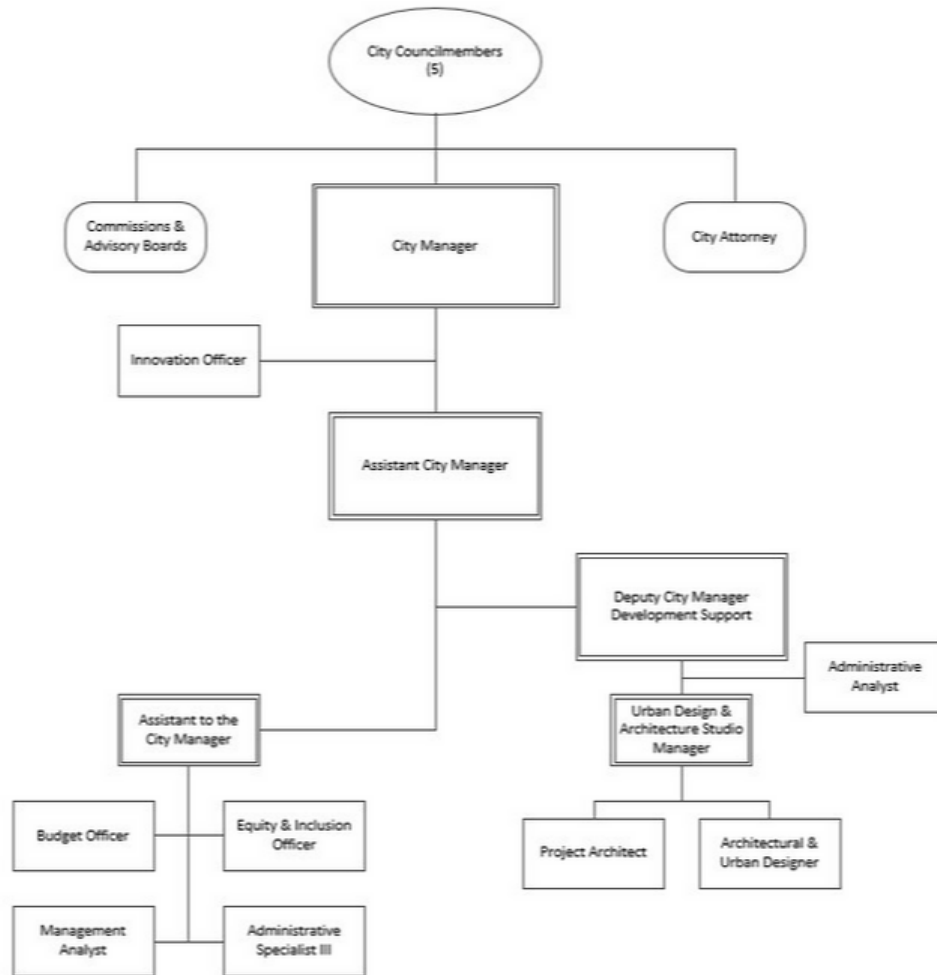 City Councilmembers
(5)
Commissions &
Advisory Boards
City Manager
City Attorney
Innovation Officer
Assistant City Manager
Deputy City Manager
Development Support
Administrative
Analyst
Assistant to the
City Manager
Urban Design &
Architecture Studio
Manager
Budget Officer
Equity & Inclusion
Officer
Project Architect
Architectural &
Urban Designer
Management
Analyst
Administrative
Specialist III